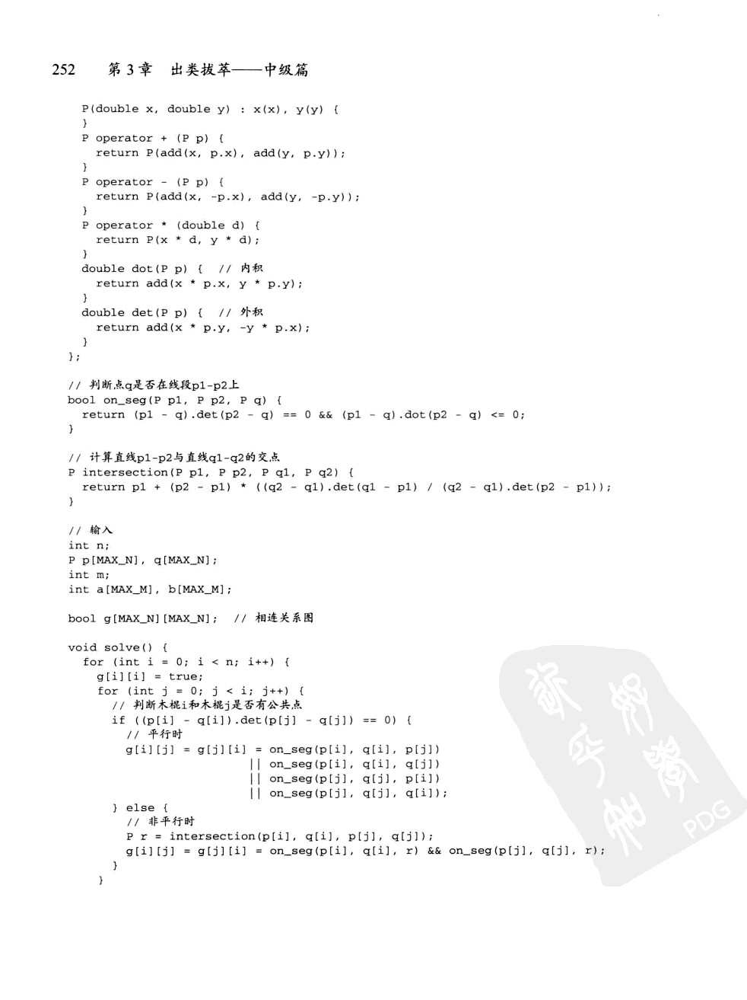 252 第 3 章 出类拔萃——中级篇
P(double x, double y) : x(x), y(y) {
}
P operator + (P p) {
return P(add(x, p.x), add(y, p.y));
}
P operator - (P p) {
return P(add(x, -p.x), add(y, -p.y));
}
P operator * (double d) {
return P(x * d, y * d);
}
double dot(P p) { // 内积
return add(x * p.x, y * p.y);
}
double det(P p) { // 外积
return add(x * p.y, -y * p.x);
}
};
// 判断点q是否在线段p1-p2上
bool on_seg(P p1, P p2, P q) {
return (p1 - q).det(p2 - q) == 0 && (p1 - q).dot(p2 - q) <= 0;
}
// 计算直线p1-p2与直线q1-q2的交点
P intersection(P p1, P p2, P q1, P q2) {
return p1 + (p2 - p1) * ((q2 - q1).det(q1 - p1) / (q2 - q1).det(p2 - p1));
}
// 输入
int n;
P p[MAX_N], q[MAX_N];
int m;
int a[MAX_M], b[MAX_M];
bool g[MAX_N][MAX_N]; // 相连关系图
void solve() {
for (int i = 0; i < n; i++) {
g[i][i] = true;
for (int j = 0; j < i; j++) {
// 判断木棍i和木棍j是否有公共点
if ((p[i] - q[i]).det(p[j] - q[j]) == 0) {
// 平行时
g[i][j] = g[j][i] = on_seg(p[i], q[i], p[j])
|| on_seg(p[i], q[i], q[j])
|| on_seg(p[j], q[j], p[i])
|| on_seg(p[j], q[j], q[i]);
} else {
// 非平行时
P r = intersection(p[i], q[i], p[j], q[j]);
g[i][j] = g[j][i] = on_seg(p[i], q[i], r) && on_seg(p[j], q[j], r);
}
}
PDG